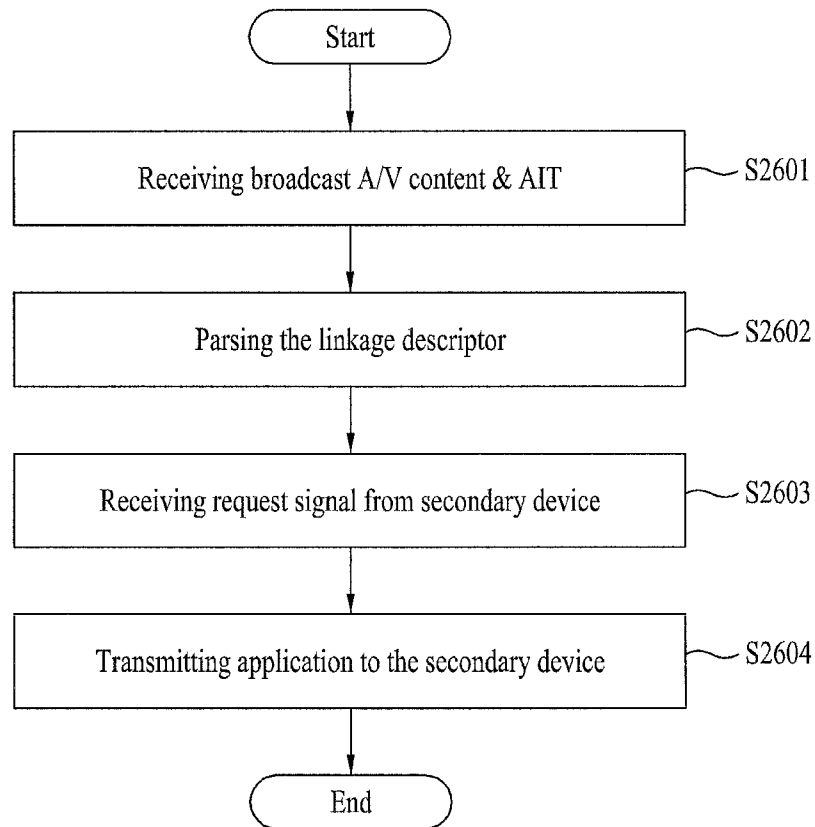 Start
Receiving broadcast A/V content & AIT
S2601
Parsing the linkage descriptor
S2602
Receiving request signal from secondary device
S2603
Transmitting application to the secondary device
S2604
End